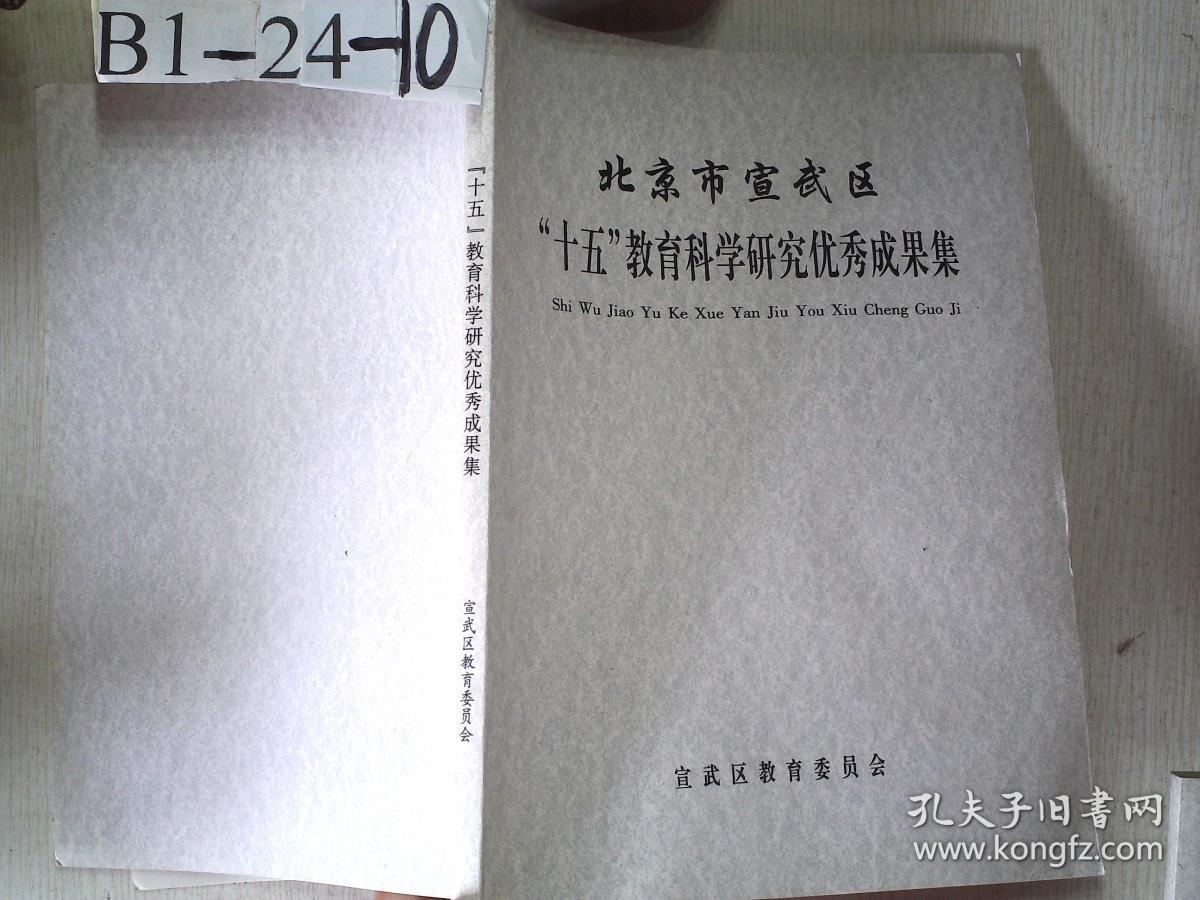 B1-24-10
北京市宣武区
“十五”教育科学研究优秀成果集
Shi Wu Jiao Yu Ke Xue Yan Jiu You Xiu Cheng Guo Ji
宣武区教育委员会
『十五』教育科学研究优秀成果集
宣武区教育委员会
孔夫子旧書网
www.kongfz.com